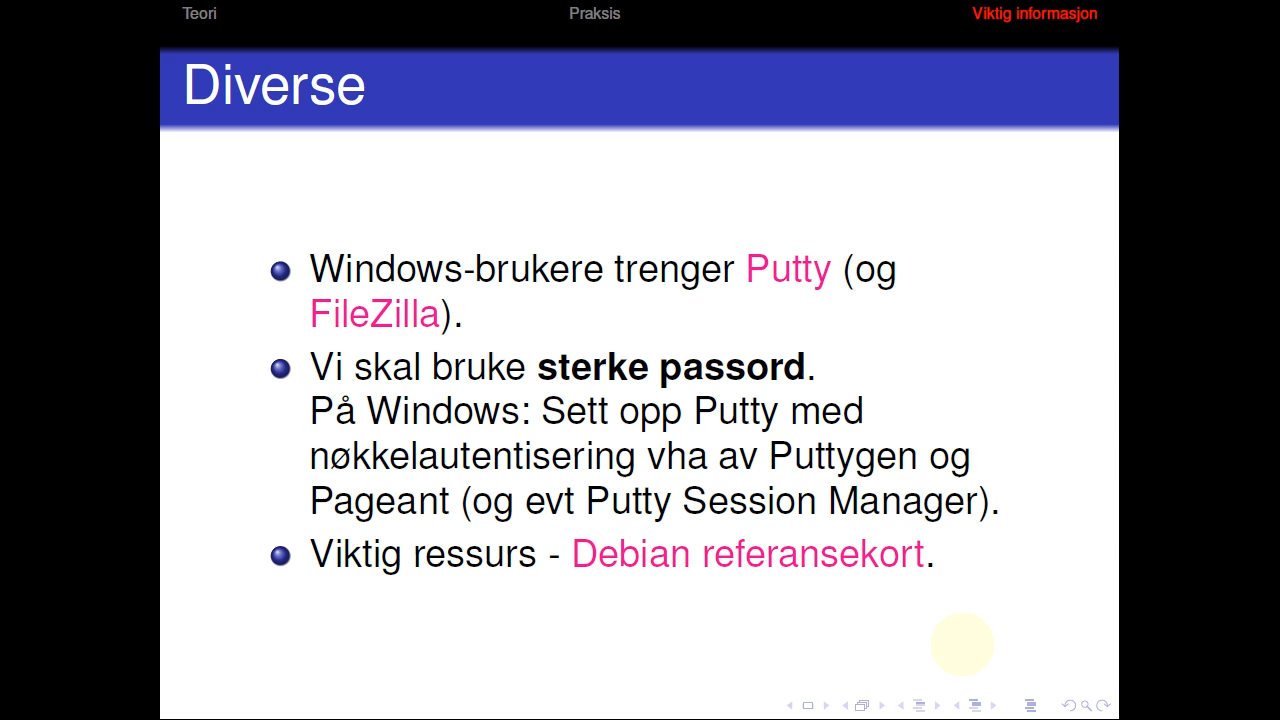 Teori Praksis Viktig informasjon
Diverse
Windows-brukere trenger Putty (og
FileZilla).
Vi skal bruke sterke passord.
På Windows: Sett opp Putty med
nøkkelautentisering vha av Puttygen og
Pageant (og evt Putty Session Manager).
Viktig ressurs - Debian referansekort.